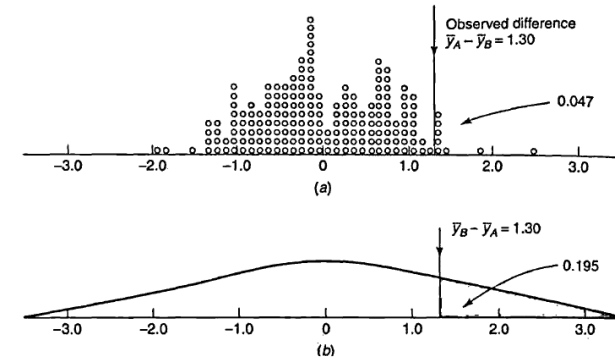 Observed difference
ȳA – ȳB = 1.30
0.047
-3.0 -2.0 -1.0 0 1.0 2.0 3.0
(a)
ȳB – ȳA = 1.30
0.195
-3.0 -2.0 -1.0 0 1.0 2.0 3.0
(b)